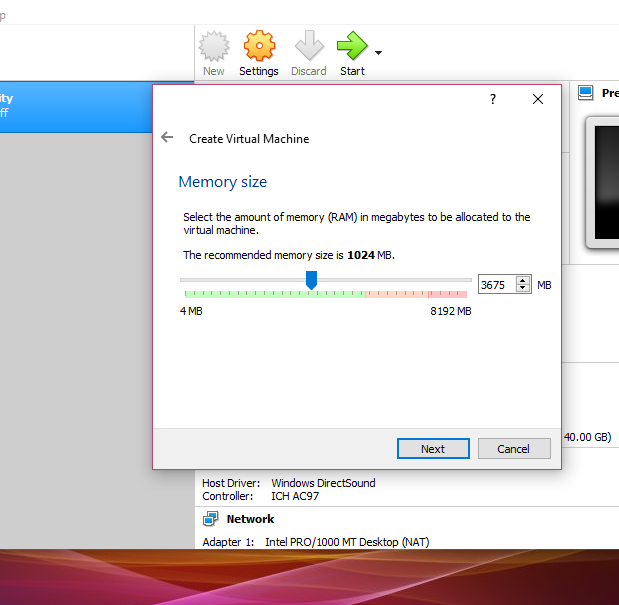 New
Settings
Discard
Start
Pre
ity
ff
?
Create Virtual Machine
Memory size
Select the amount of memory (RAM) in megabytes to be allocated to the
virtual machine.
The recommended memory size is 1024 MB.
3675 MB
4 MB
8192 MB
40.00 GB)
Next
Cancel
Host Driver: Windows DirectSound
Controller: ICH AC97
Network
Adapter 1: Intel PRO/1000 MT Desktop (NAT)